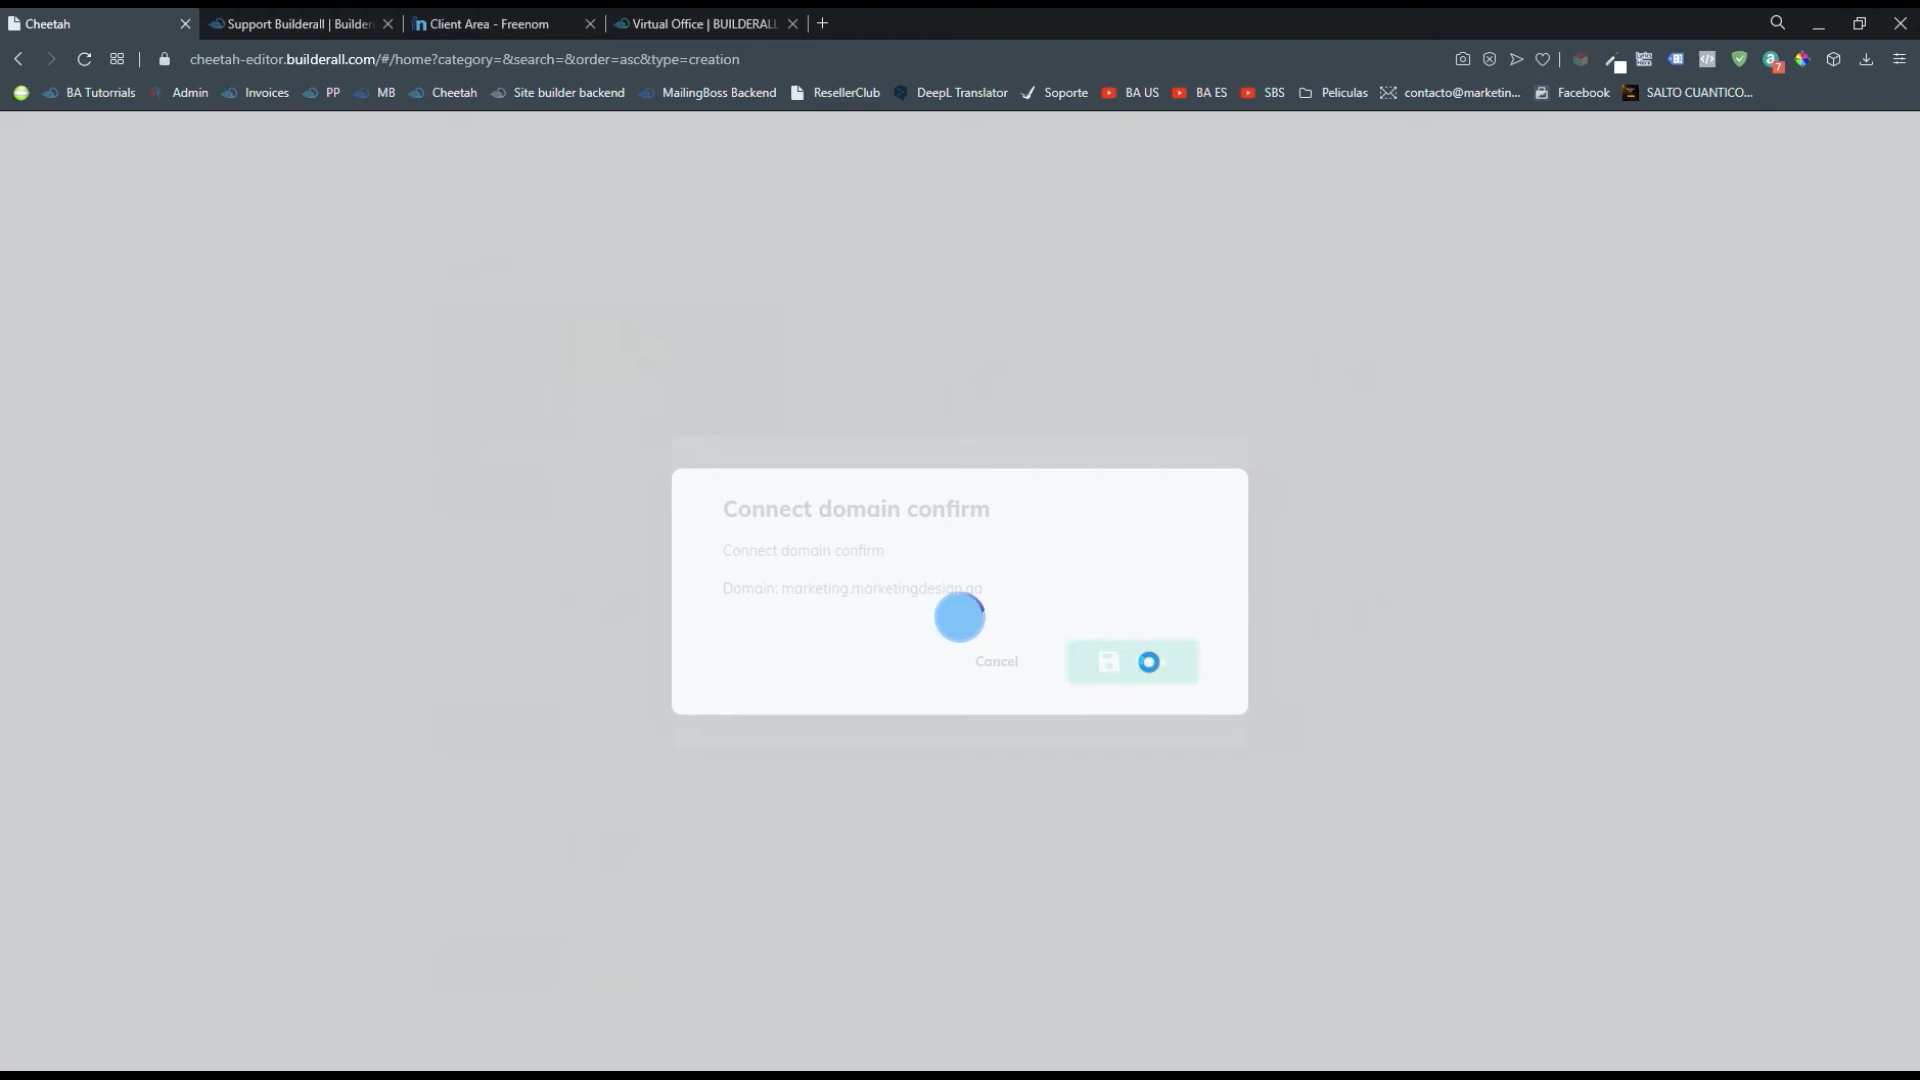 Cheetah
Support Builderall | Builder
Client Area - Freenom
Virtual Office | BUILDERALL
cheetah-editor.builderall.com/#/home?category=&search=&order=asc&type=creation
7
BA Tutorrials
Admin
Invoices
PP
MB
Cheetah
Site builder backend
MailingBoss Backend
ResellerClub
DeepL Translator
Soporte
BA US
BA ES
SBS
Peliculas
contacto@marketin...
Facebook
SALTO CUANTICO...
Connect domain confirm
Connect domain confirm
Domain: marketing.marketingdesign.ga
Cancel